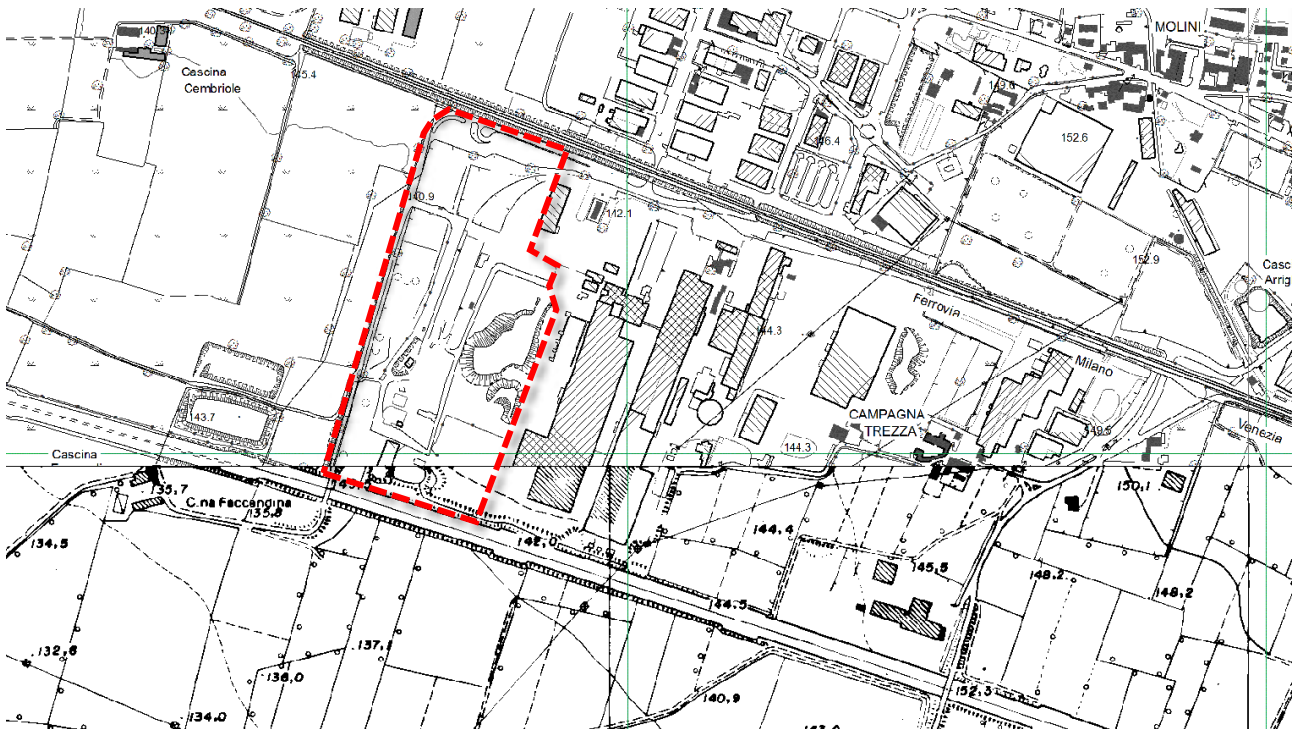 MOLINI
140.3
Cascina
Cembriole
145.4
149.6
152.6
146.4
140.9
142.1
152.9
Casc
Arrig
Ferrovia
144.3
Milano
143.7
CAMPAGNA
TREZZA
149.5
Venezia
144.3
Cascina
135,7
C.na Faccendina
135,8
150,1
134,5
142,0
144,4
145,5
148,2
148,2
44,5
132,6
137,1
136,0
152,3
134,0
140,9